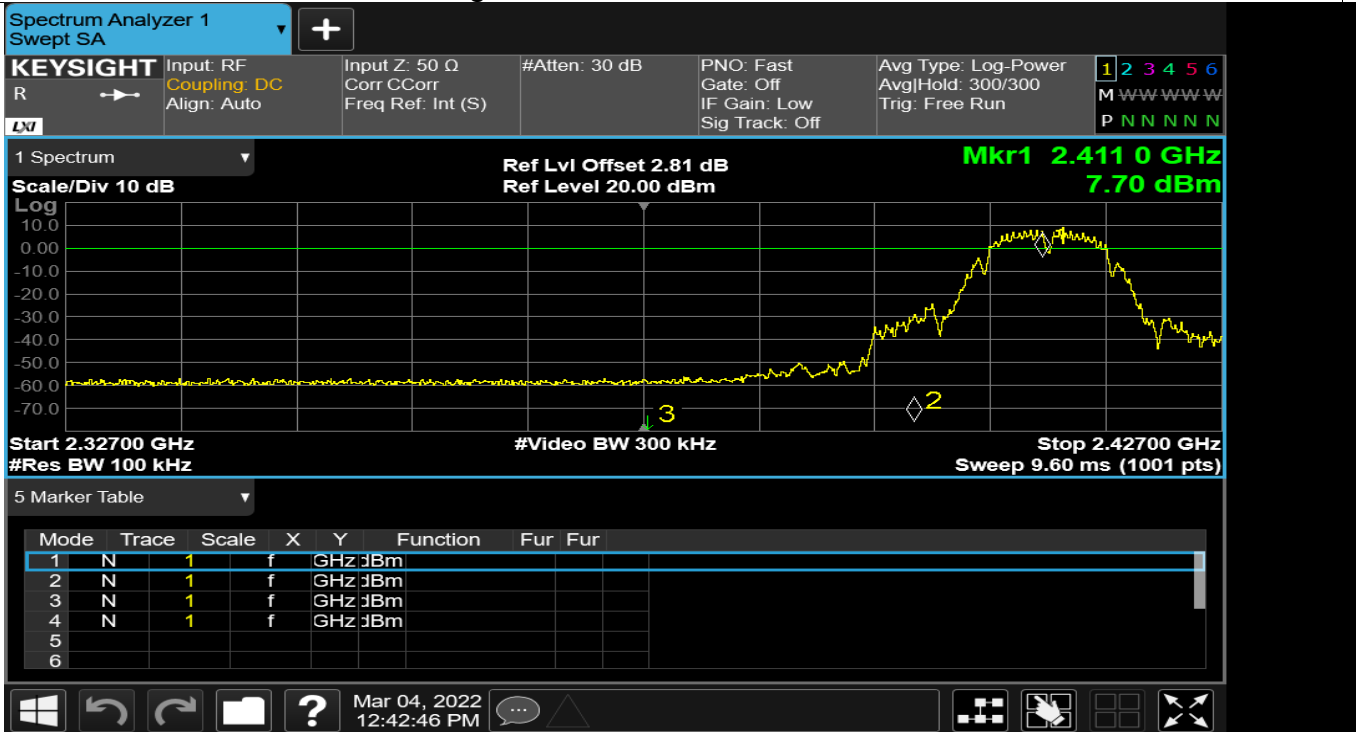 Spectrum Analyzer 1
Swept SA
KEYSIGHT
R
LXI
Input: RF
Coupling: DC
Align: Auto
Input Z: 50 Ω
Corr CCorr
Freq Ref: Int (S)
#Atten: 30 dB
PNO: Fast
Gate: Off
IF Gain: Low
Sig Track: Off
Avg Type: Log-Power
Avg|Hold: 300/300
Trig: Free Run
1 2 3 4 5 6
M W W W W W
P N N N N N
1 Spectrum
Scale/Div 10 dB
Ref Lvl Offset 2.81 dB
Ref Level 20.00 dBm
Mkr1 2.411 0 GHz
7.70 dBm
Log
10.0
0.00
-10.0
-20.0
-30.0
-40.0
-50.0
-60.0
-70.0
2
3
Start 2.32700 GHz
#Res BW 100 kHz
#Video BW 300 kHz
Stop 2.42700 GHz
Sweep 9.60 ms (1001 pts)
5 Marker Table
Mode Trace Scale X Y Function Fur Fur
1 N 1 f GHz dBm
2 N 1 f GHz dBm
3 N 1 f GHz dBm
4 N 1 f GHz dBm
5
6
?
Mar 04, 2022
12:42:46 PM